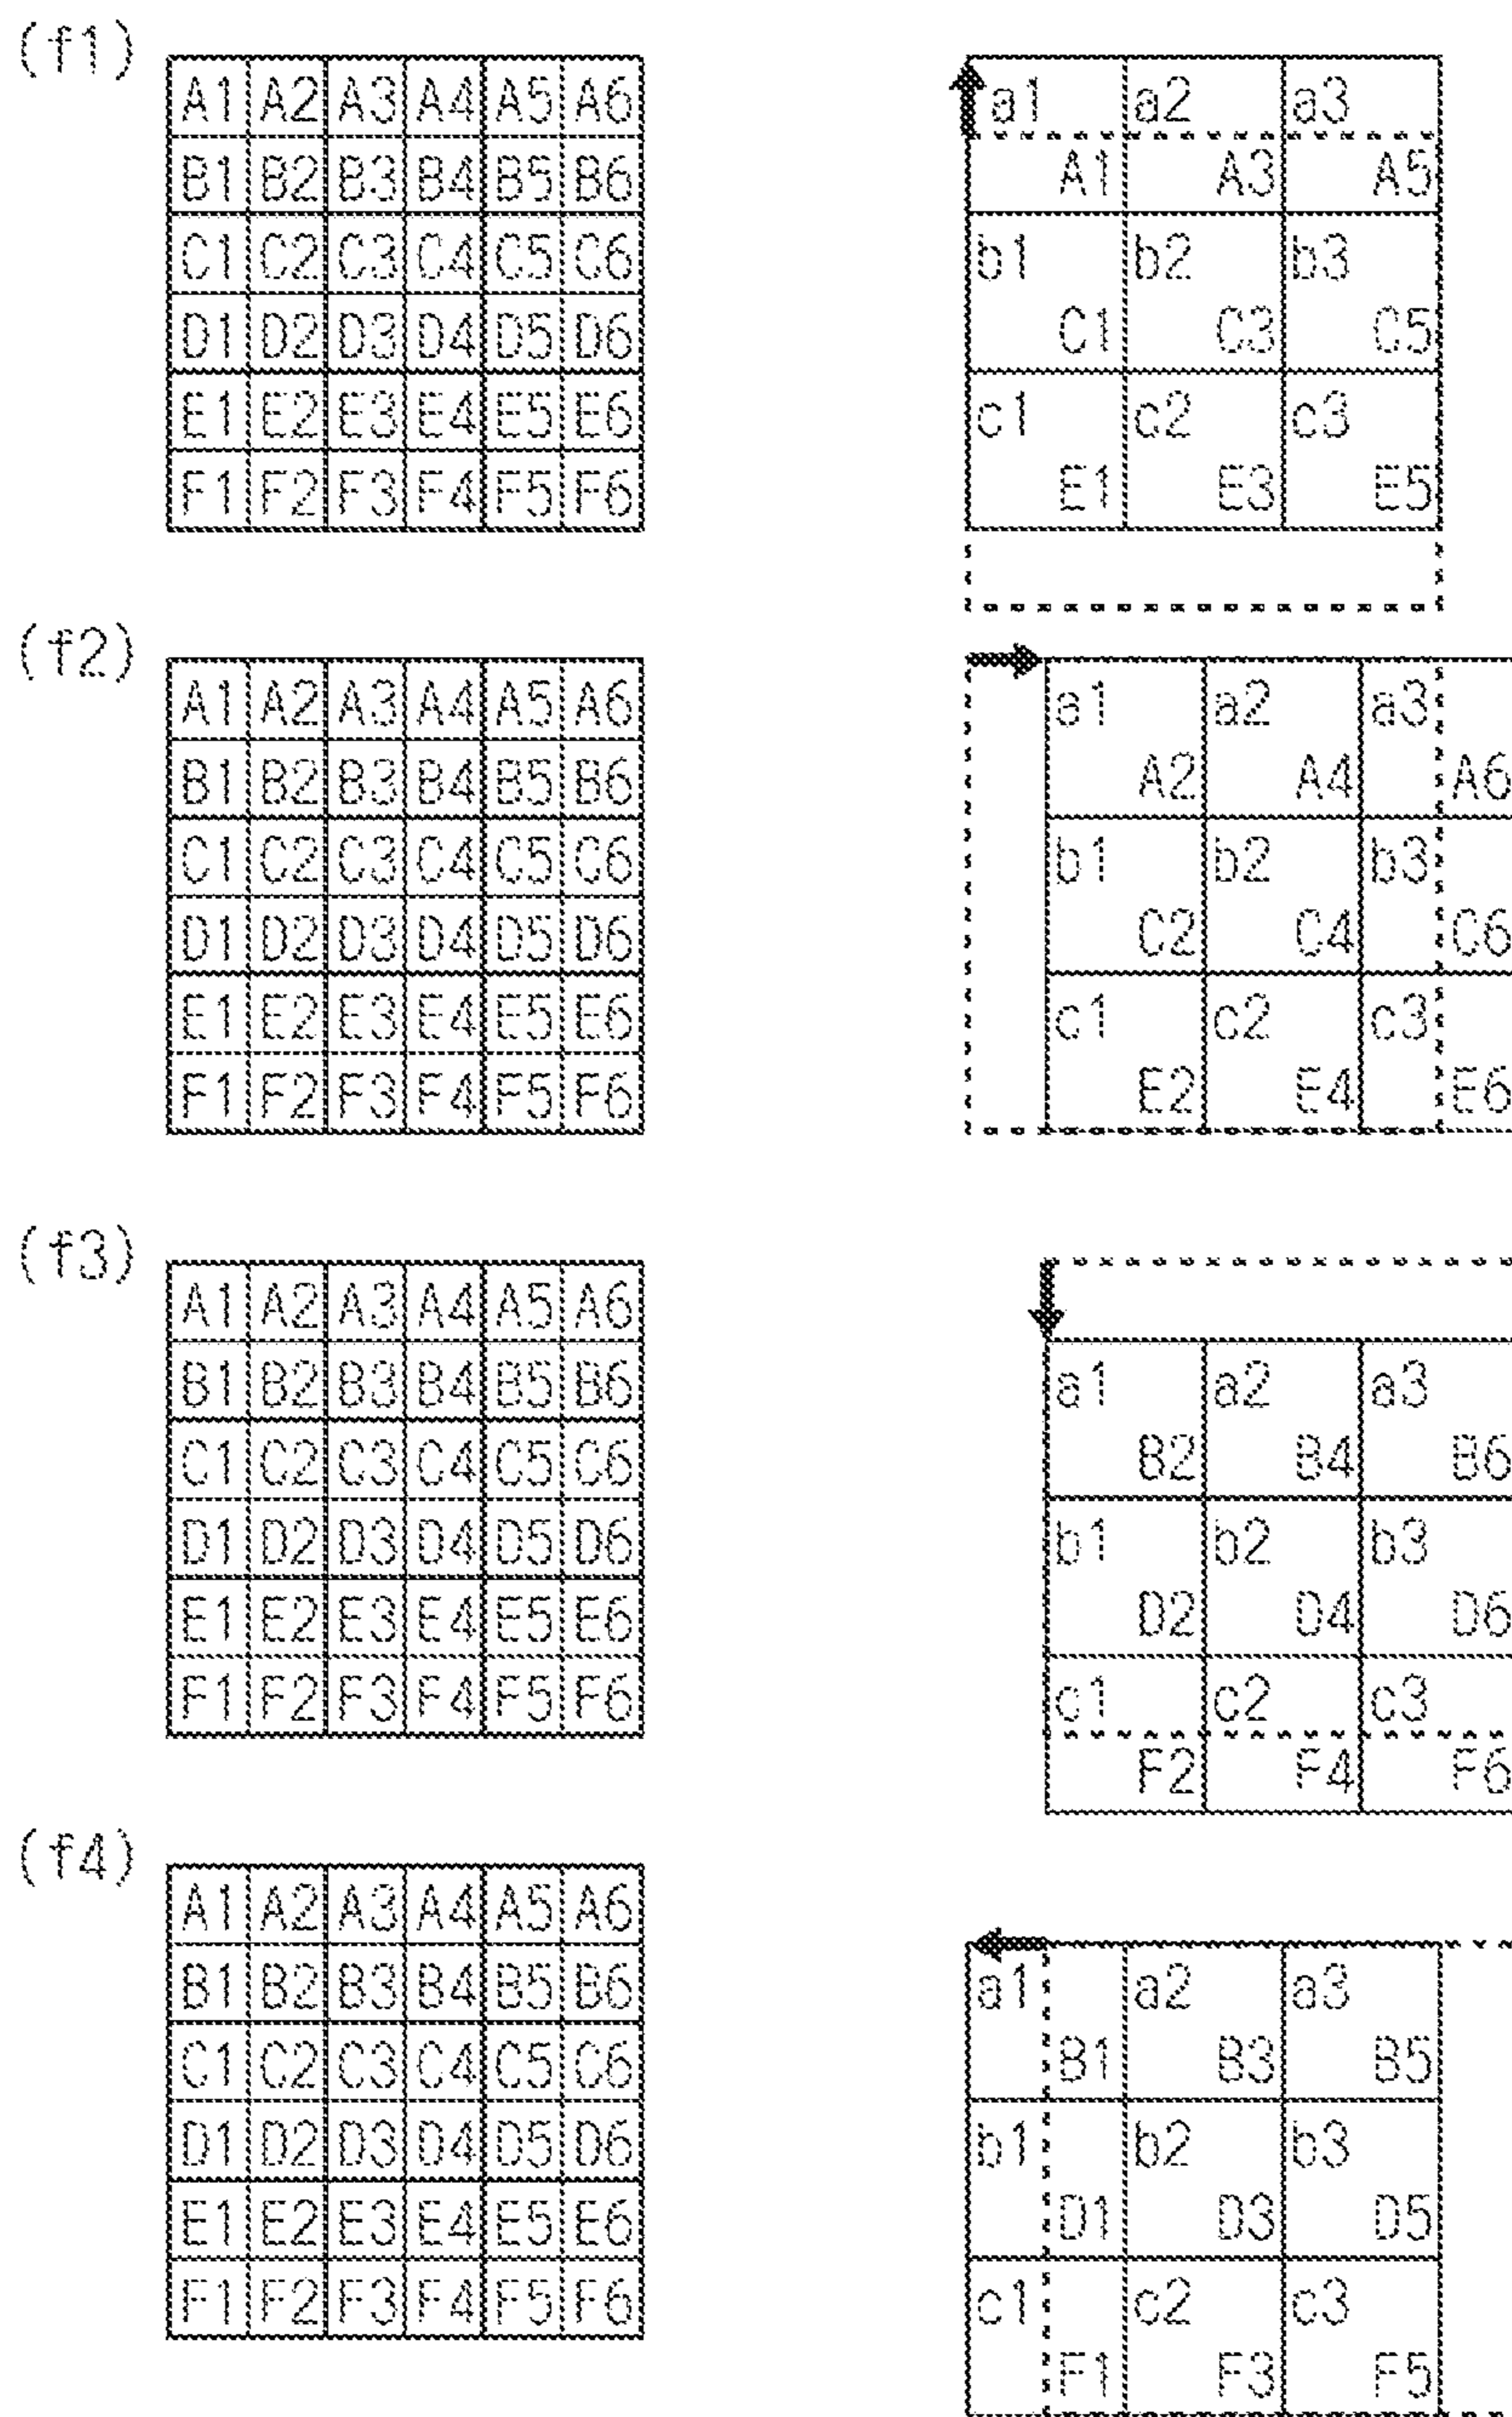 (f1)
A1 A2 A3 A4 A5 A6
B1 B2 B3 B4 B5 B6
C1 C2 C3 C4 C5 C6
D1 D2 D3 D4 D5 D6
E1 E2 E3 E4 E5 E6
F1 F2 F3 F4 F5 F6
a1 a2 a3
A1 A3 A5
b1 b2 b3
C1 C3 C5
c1 c2 c3
E1 E3 E5
(f2)
A1 A2 A3 A4 A5 A6
B1 B2 B3 B4 B5 B6
C1 C2 C3 C4 C5 C6
D1 D2 D3 D4 D5 D6
E1 E2 E3 E4 E5 E6
F1 F2 F3 F4 F5 F6
a1 a2 a3
A2 A4 A6
b1 b2 b3
C2 C4 C6
c1 c2 c3
E2 E4 E6
(f3)
A1 A2 A3 A4 A5 A6
B1 B2 B3 B4 B5 B6
C1 C2 C3 C4 C5 C6
D1 D2 D3 D4 D5 D6
E1 E2 E3 E4 E5 E6
F1 F2 F3 F4 F5 F6
a1 a2 a3
B2 B4 B6
b1 b2 b3
D2 D4 D6
c1 c2 c3
F2 F4 F6
(f4)
A1 A2 A3 A4 A5 A6
B1 B2 B3 B4 B5 B6
C1 C2 C3 C4 C5 C6
D1 D2 D3 D4 D5 D6
E1 E2 E3 E4 E5 E6
F1 F2 F3 F4 F5 F6
a1 a2 a3
B1 B3 B5
b1 b2 b3
D1 D3 D5
c1 c2 c3
F1 F3 F5